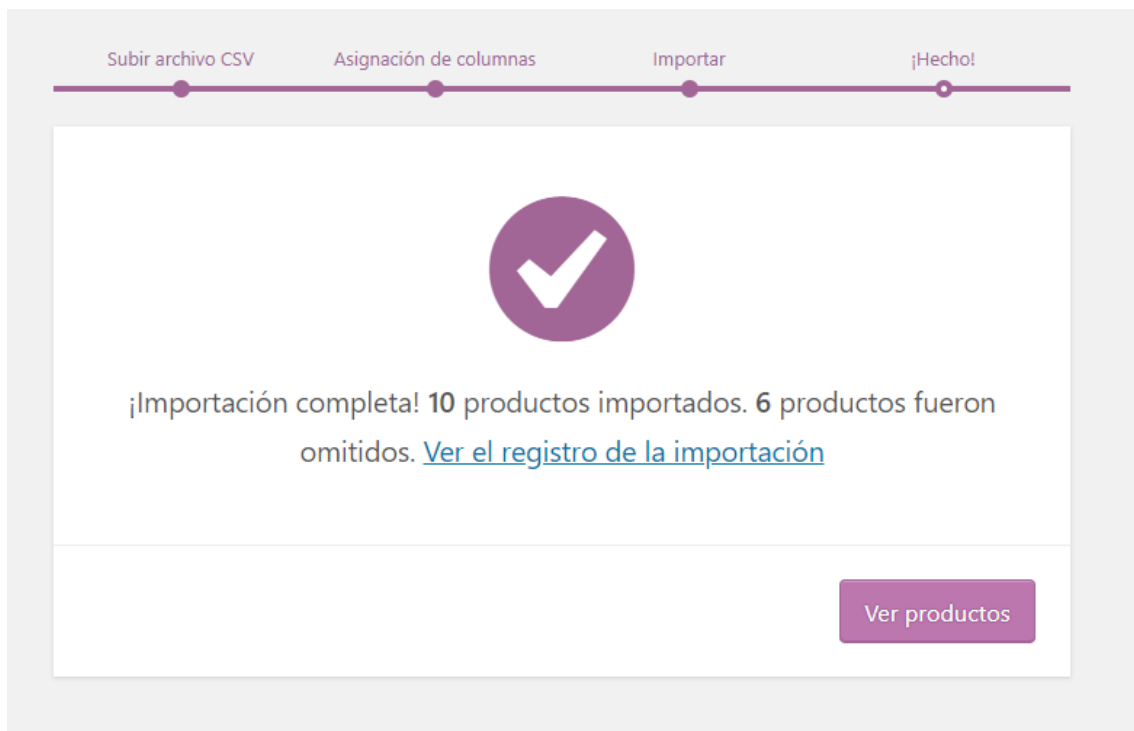 Subir archivo CSV Asignación de columnas Importar ¡Hecho!
¡Importación completa! 10 productos importados. 6 productos fueron
omitidos. Ver el registro de la importación
Ver productos